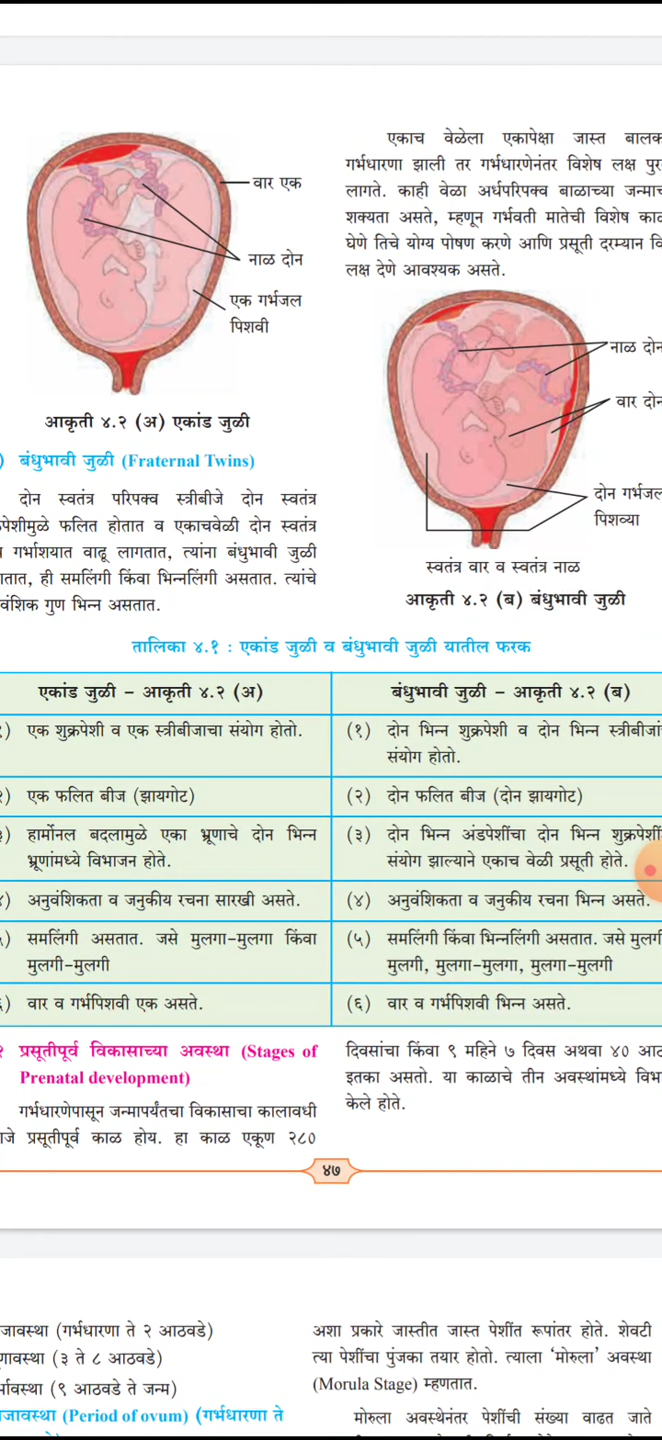 वार एक
नाळ दोन
एक गर्भजल
पिशवी
आकृती ४.२ (अ) एकांड जुळी
) बंधुभावी जुळी (Fraternal Twins)
दोन स्वतंत्र परिपक्व स्त्रीबीजे दोन स्वतंत्र
पेशीमुळे फलित होतात व एकाचवेळी दोन स्वतंत्र
गर्भाशयात वाढू लागतात, त्यांना बंधुभावी जुळी
तात, ही समलिंगी किंवा भिन्नलिंगी असतात. त्यांचे
वंशिक गुण भिन्न असतात.
एकाच वेळेला एकापेक्षा जास्त बालक
गर्भधारणा झाली तर गर्भधारणेनंतर विशेष लक्ष पुर
लागते. काही वेळा अर्धपरिपक्व बाळाच्या जन्मा
शक्यता असते, म्हणून गर्भवती मातेची विशेष का
घेणे तिचे योग्य पोषण करणे आणि प्रसूती दरम्यान वि
लक्ष देणे आवश्यक असते.
नाळ दोन
वार दोन
दोन गर्भजल
पिशव्या
स्वतंत्र वार व स्वतंत्र नाळ
आकृती ४.२ (ब) बंधुभावी जुळी
तालिका ४.१ : एकांड जुळी व बंधुभावी जुळी यातील फरक
एकांड जुळी – आकृती ४.२ (अ)
बंधुभावी जुळी – आकृती ४.२ (ब)
) एक शुक्रपेशी व एक स्त्रीबीजाचा संयोग होतो.
(१) दोन भिन्न शुक्रपेशी व दोन भिन्न स्त्रीबीजां
संयोग होतो.
) एक फलित बीज (झायगोट)
(२) दोन फलित बीज (दोन झायगोट)
) हार्मोनल बदलामुळे एका भ्रूणाचे दोन भिन्न
भ्रूणांमध्ये विभाजन होते.
(३) दोन भिन्न अंडपेशींचा दोन भिन्न शुक्रपेशीं
संयोग झाल्याने एकाच वेळी प्रसूती होते.
) अनुवंशिकता व जनुकीय रचना सारखी असते.
(४) अनुवंशिकता व जनुकीय रचना भिन्न असते.
) समलिंगी असतात. जसे मुलगा-मुलगा किंवा
मुलगी-मुलगी
(५) समलिंगी किंवा भिन्नलिंगी असतात. जसे मुलगी
मुलगी, मुलगा-मुलगा, मुलगा-मुलगी
) वार व गर्भपिशवी एक असते.
(६) वार व गर्भपिशवी भिन्न असते.
प्रसूतीपूर्व विकासाच्या अवस्था (Stages of
Prenatal development)
गर्भधारणेपासून जन्मापर्यंतचा विकासाचा कालावधी
जे प्रसूतीपूर्व काळ होय. हा काळ एकूण २८०
दिवसांचा किंवा ९ महिने ७ दिवस अथवा ४० आठ
इतका असतो. या काळाचे तीन अवस्थांमध्ये विभा
केले होते.
४७
जावस्था (गर्भधारणा ते २ आठवडे)
णावस्था (३ ते ८ आठवडे)
र्भावस्था (९ आठवडे ते जन्म)
जावस्था (Period of ovum) (गर्भधारणा ते
अशा प्रकारे जास्तीत जास्त पेशींत रूपांतर होते. शेवटी
त्या पेशींचा पुंजका तयार होतो. त्याला ‘मोरुला’ अवस्था
(Morula Stage) म्हणतात.
मोरुला अवस्थेनंतर पेशींची संख्या वाढत जाते